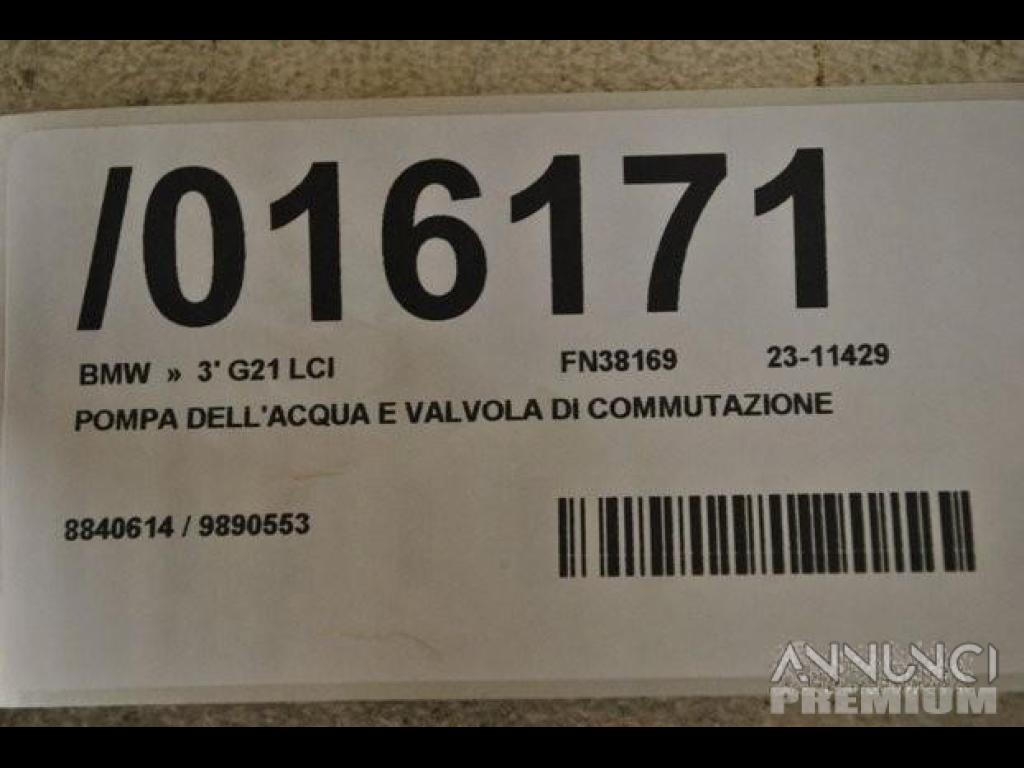 /016171
BMW » 3' G21 LCI FN38169 23-11429
POMPA DELL'ACQUA E VALVOLA DI COMMUTAZIONE
8840614 / 9890553
ANNUNCI
PREMIUM